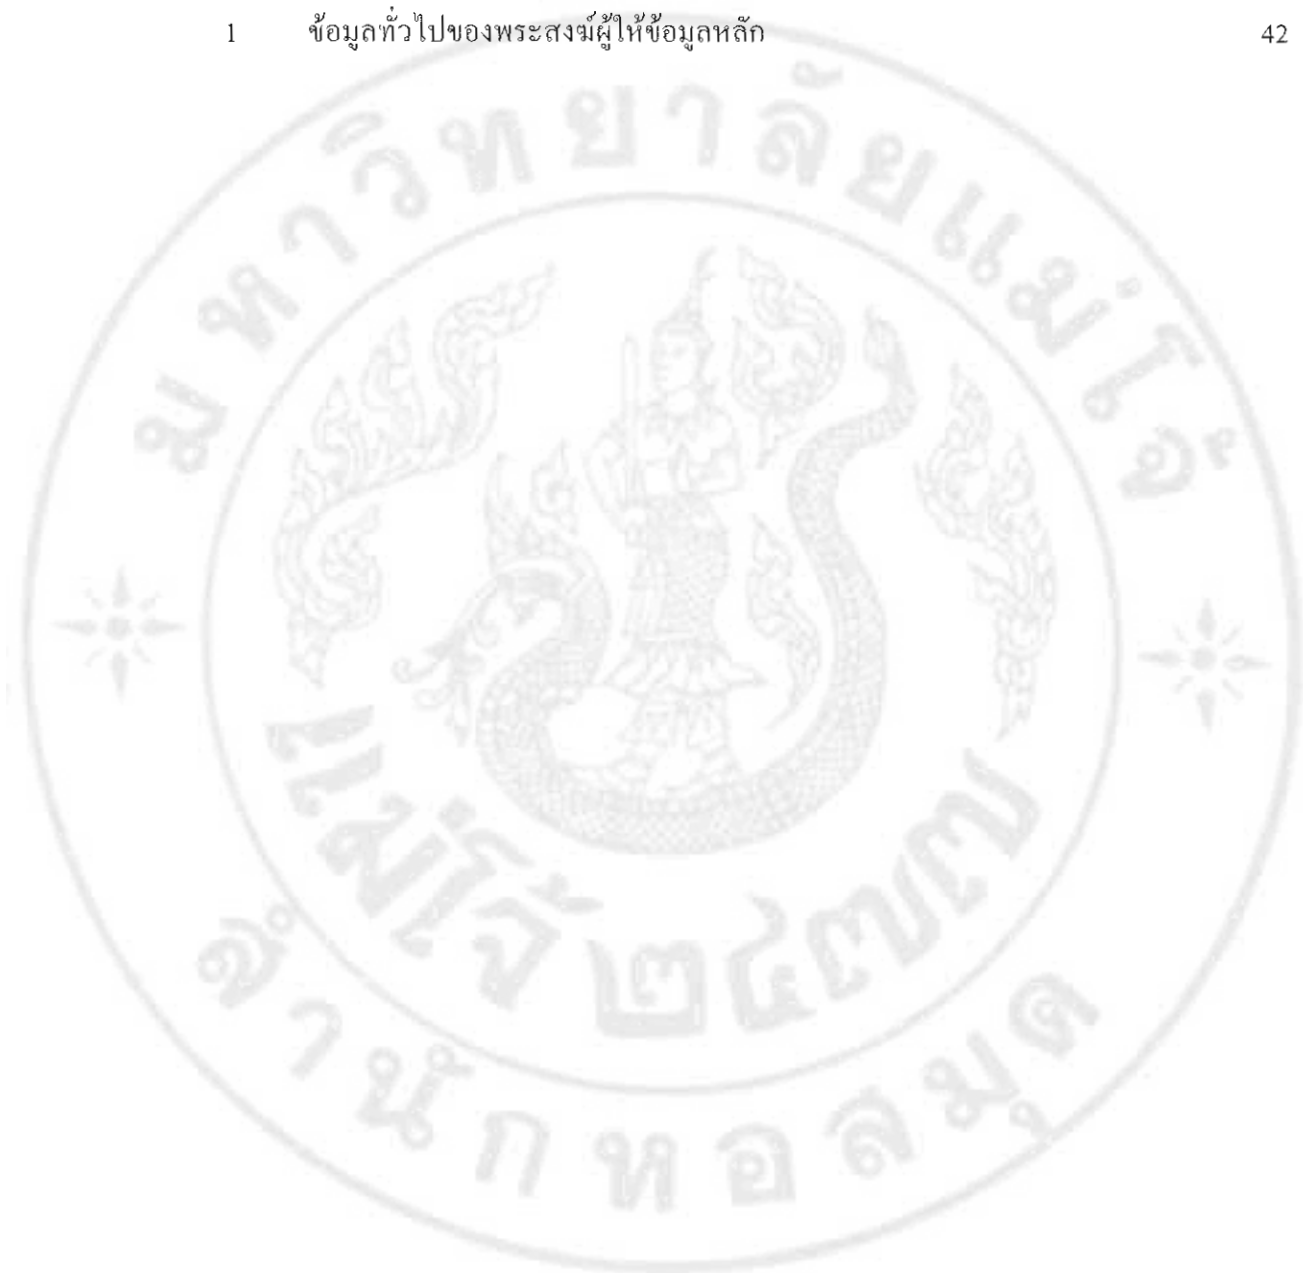 1 ข้อมูลทั่วไปของพระสงฆ์ผู้ให้ข้อมูลหลัก 42
มหาวิทยาลัยแม่โจ้
แม่โจ้ ๒๔๗๗
สำนักหอสมุด